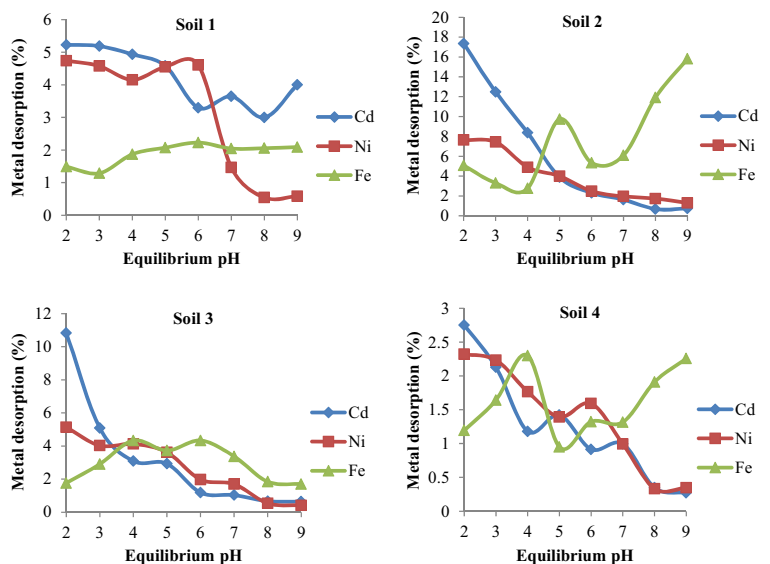 Soil 1
Metal desorption (%)
6
5
4
3
2
1
0
2 3 4 5 6 7 8 9
Equilibrium pH
Cd
Ni
Fe
Soil 2
Metal desorption (%)
20
18
16
14
12
10
8
6
4
2
0
2 3 4 5 6 7 8 9
Equilibrium pH
Cd
Ni
Fe
Soil 3
Metal desorption (%)
12
10
8
6
4
2
0
2 3 4 5 6 7 8 9
Equilibrium pH
Cd
Ni
Fe
Soil 4
Metal desorption (%)
3
2.5
2
1.5
1
0.5
0
2 3 4 5 6 7 8 9
Equilibrium pH
Cd
Ni
Fe